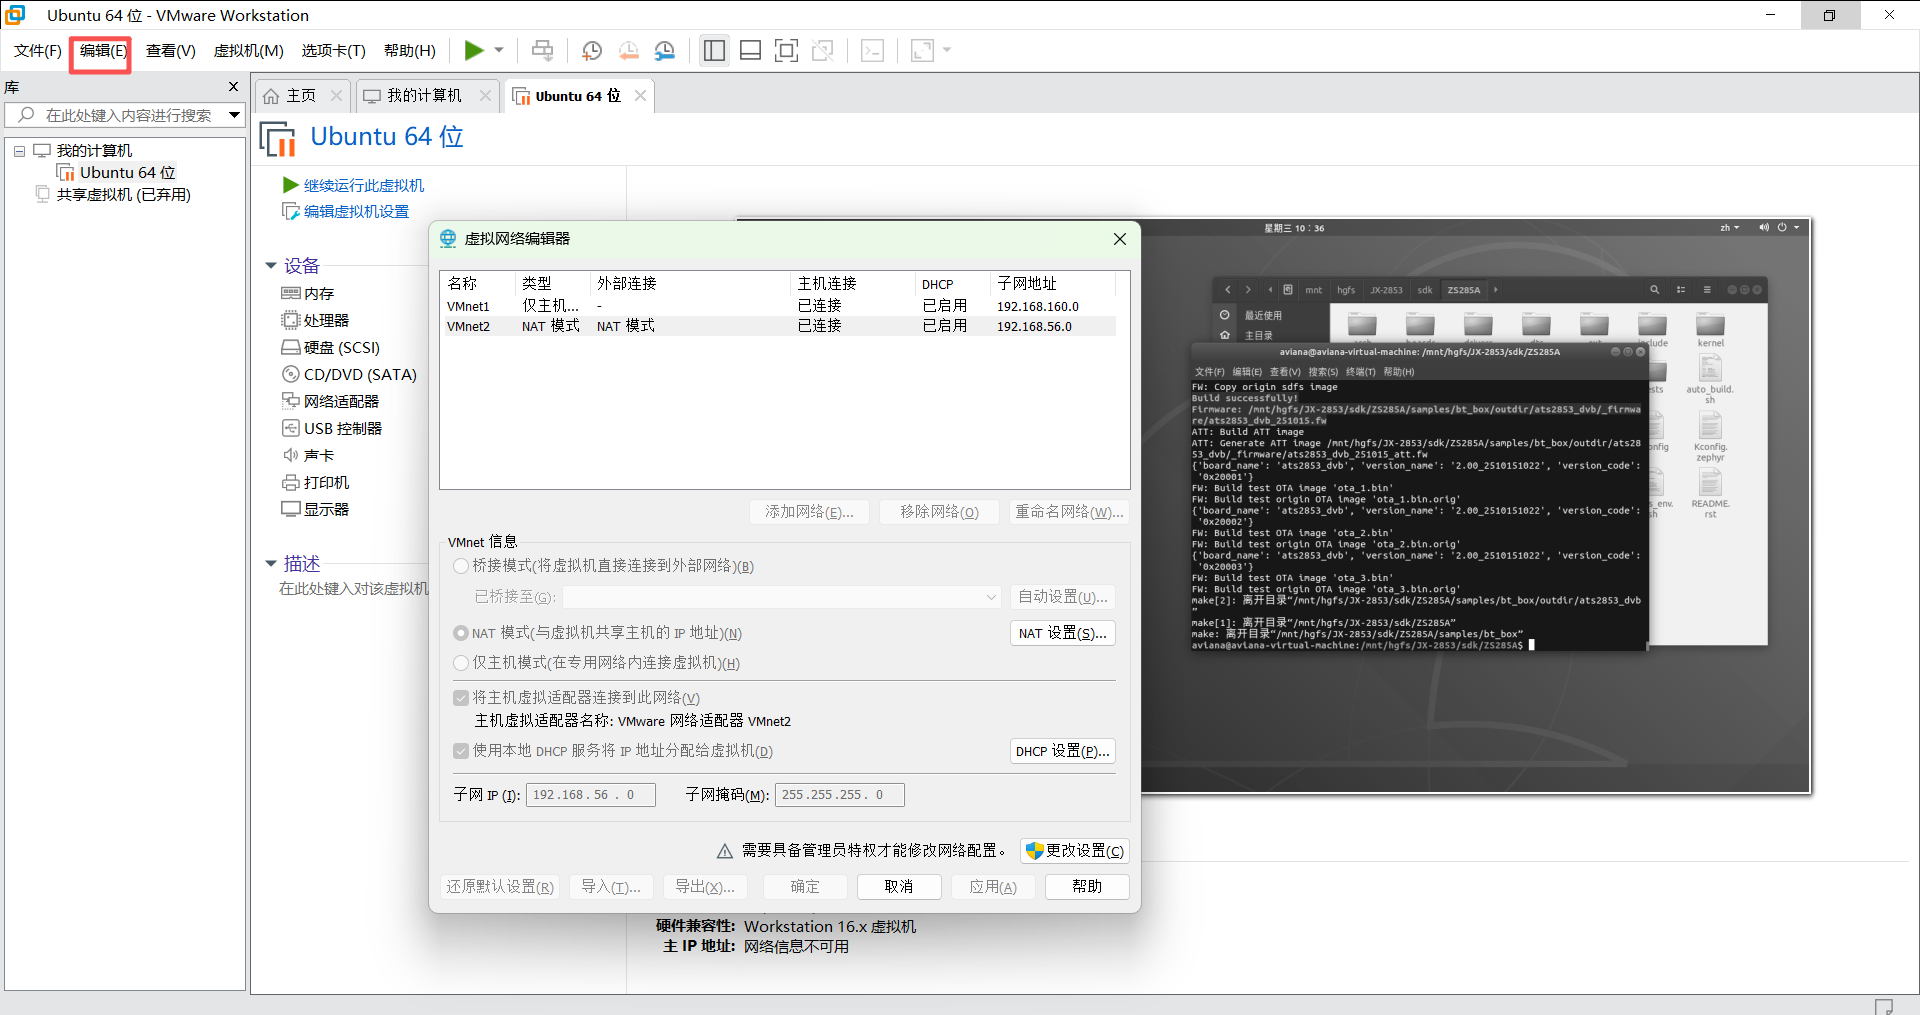 Ubuntu 64 位 - VMware Workstation
文件(F) 编辑(E) 查看(V) 虚拟机(M) 选项卡(T) 帮助(H)
库
在此处键入内容进行搜索
我的计算机
Ubuntu 64 位
共享虚拟机 (已弃用)
主页
我的计算机
Ubuntu 64 位
Ubuntu 64 位
继续运行此虚拟机
编辑虚拟机设置
设备
内存
处理器
硬盘 (SCSI)
CD/DVD (SATA)
网络适配器
USB 控制器
声卡
打印机
显示器
描述
在此处键入对该虚拟机
虚拟网络编辑器
名称 类型 外部连接 主机连接 DHCP 子网地址
VMnet1 仅主机... - 已连接 已启用 192.168.160.0
VMnet2 NAT 模式 NAT 模式 已连接 已启用 192.168.56.0
添加网络(E)... 移除网络(O) 重命名网络(W)...
VMnet 信息
桥接模式(将虚拟机直接连接到外部网络)(B)
已桥接至(G): 自动设置(U)...
NAT 模式(与虚拟机共享主机的 IP 地址)(N) NAT 设置(S)...
仅主机模式(在专用网络内连接虚拟机)(H)
将主机虚拟适配器连接到此网络(V)
主机虚拟适配器名称: VMware 网络适配器 VMnet2
使用本地 DHCP 服务将 IP 地址分配给虚拟机(D) DHCP 设置(P)...
子网 IP (I): 192.168.56 . 0 子网掩码(M): 255.255.255. 0
需要具备管理员特权才能修改网络配置。 更改设置(C)
还原默认设置(R) 导入(T)... 导出(X)... 确定 取消 应用(A) 帮助
硬件兼容性: Workstation 16.x 虚拟机
主 IP 地址: 网络信息不可用
星期三 10：36
zh
mnt hgfs JX-2853 sdk ZS285A
最近使用
主目录
kernel
auto_build.
sh
Kconfig.
zephyr
README.
rst
aviana@aviana-virtual-machine: /mnt/hgfs/JX-2853/sdk/ZS285A
文件(F) 编辑(E) 查看(V) 搜索(S) 终端(T) 帮助(H)
FW: Copy origin sdfs image
Build successfully!
Firmware: /mnt/hgfs/JX-2853/sdk/ZS285A/samples/bt_box/outdir/ats2853_dvb/_firmwa
re/ats2853_dvb_251015.fw
ATT: Build ATT image
ATT: Generate ATT image /mnt/hgfs/JX-2853/sdk/ZS285A/samples/bt_box/outdir/ats28
53_dvb/_firmware/ats2853_dvb_251015_att.fw
{'board_name': 'ats2853_dvb', 'version_name': '2.00_2510151022', 'version_code':
'0x20001'}
FW: Build test OTA image 'ota_1.bin'
FW: Build test origin OTA image 'ota_1.bin.orig'
{'board_name': 'ats2853_dvb', 'version_name': '2.00_2510151022', 'version_code':
'0x20002'}
FW: Build test OTA image 'ota_2.bin'
FW: Build test origin OTA image 'ota_2.bin.orig'
{'board_name': 'ats2853_dvb', 'version_name': '2.00_2510151022', 'version_code':
'0x20003'}
FW: Build test OTA image 'ota_3.bin'
FW: Build test origin OTA image 'ota_3.bin.orig'
make[2]: 离开目录“/mnt/hgfs/JX-2853/sdk/ZS285A/samples/bt_box/outdir/ats2853_dvb
”
make[1]: 离开目录“/mnt/hgfs/JX-2853/sdk/ZS285A”
make: 离开目录“/mnt/hgfs/JX-2853/sdk/ZS285A/samples/bt_box”
aviana@aviana-virtual-machine:/mnt/hgfs/JX-2853/sdk/ZS285A$